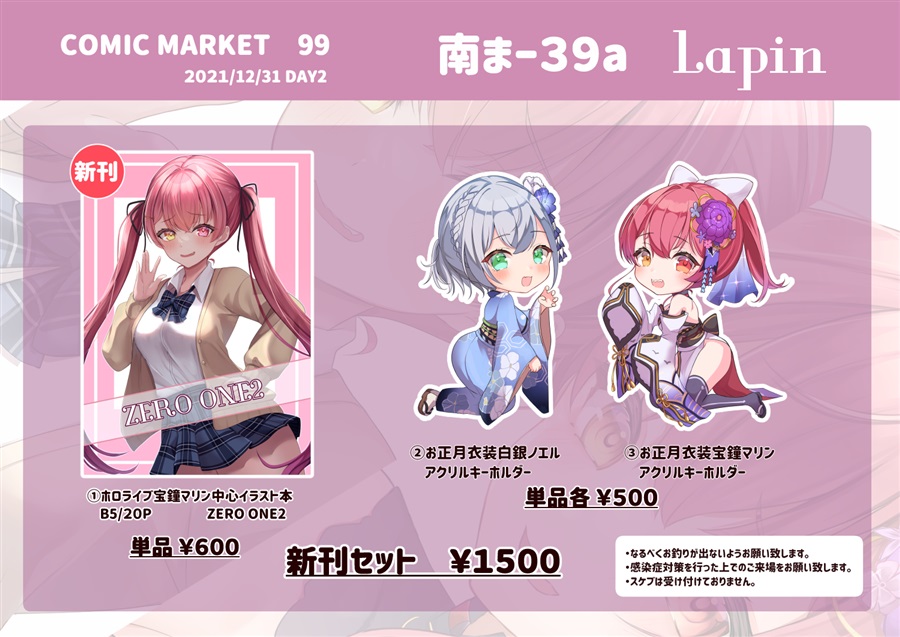 COMIC MARKET 99
2021/12/31 DAY2
南ま-39a
Lapin
新刊
ZERO ONE2
①ホロライブ宝鐘マリン中心イラスト本
B5/20P ZERO ONE2
単品 ¥600
②お正月衣装白銀ノエル
アクリルキーホルダー
③お正月衣装宝鐘マリン
アクリルキーホルダー
単品各 ¥500
新刊セット ¥1500
・なるべくお釣りが出ないようお願い致します。
・感染症対策を行った上でのご来場をお願い致します。
・スケブは受け付けておりません。